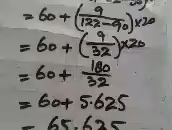 = 60 + (9/(122-90))×20
= 60 + (9/32)×20
= 60 + 180/32
= 60 + 5.625
= 65.625